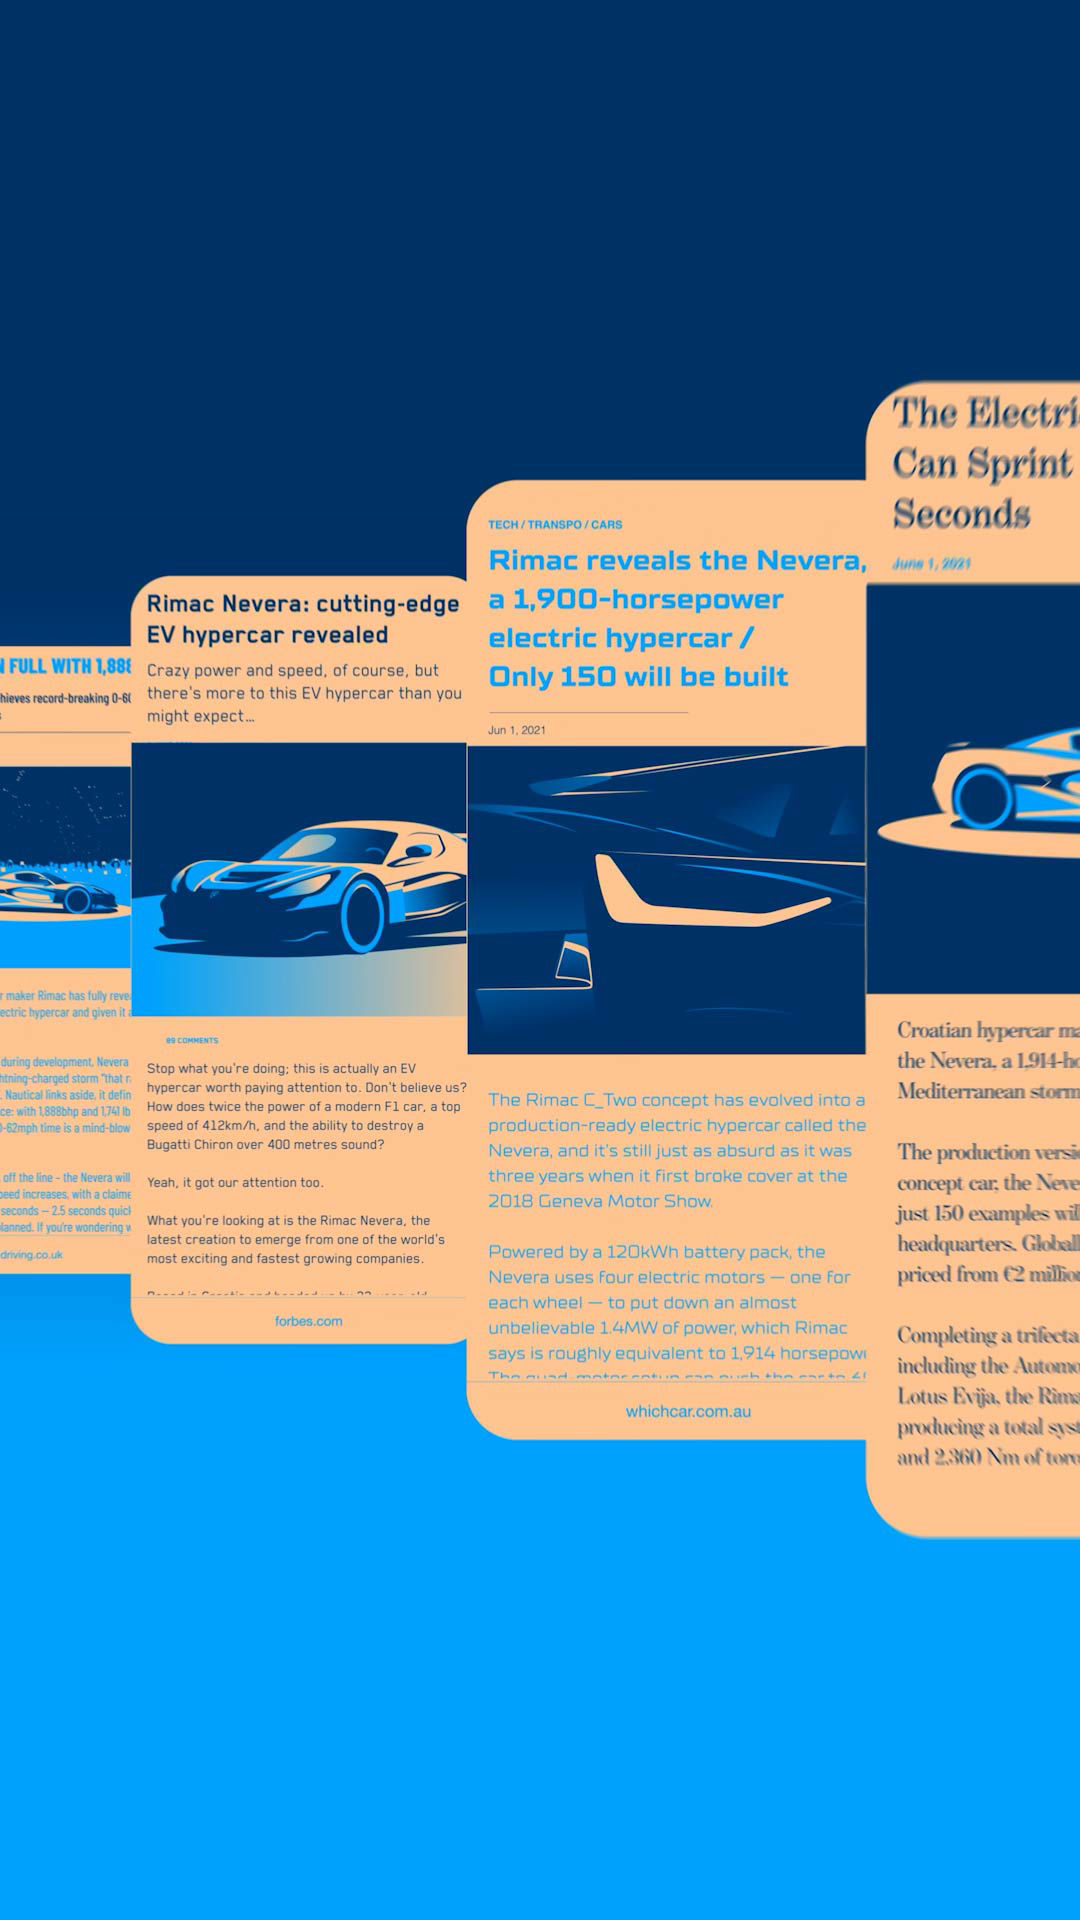 N FULL WITH 1,888
hieves record-breaking 0-60
s
r maker Rimac has fully reve
ectric hypercar and given it a
during development, Nevera
htning-charged storm "that r
. Nautical links aside, it defin
ce: with 1,888bhp and 1,741 lb
0-62mph time is a mind-blow
off the line - the Nevera will
peed increases, with a claime
seconds – 2.5 seconds quick
planned. If you're wondering w
driving.co.uk
Rimac Nevera: cutting-edge
EV hypercar revealed
Crazy power and speed, of course, but
there's more to this EV hypercar than you
might expect...
89 COMMENTS
Stop what you're doing; this is actually an EV
hypercar worth paying attention to. Don't believe us?
How does twice the power of a modern F1 car, a top
speed of 412km/h, and the ability to destroy a
Bugatti Chiron over 400 metres sound?
Yeah, it got our attention too.
What you're looking at is the Rimac Nevera, the
latest creation to emerge from one of the world's
most exciting and fastest growing companies.
forbes.com
TECH / TRANSPO / CARS
Rimac reveals the Nevera,
a 1,900-horsepower
electric hypercar /
Only 150 will be built
Jun 1, 2021
The Rimac C_Two concept has evolved into a
production-ready electric hypercar called the
Nevera, and it's still just as absurd as it was
three years when it first broke cover at the
2018 Geneva Motor Show.
Powered by a 120kWh battery pack, the
Nevera uses four electric motors — one for
each wheel — to put down an almost
unbelievable 1.4MW of power, which Rimac
says is roughly equivalent to 1,914 horsepowe
whichcar.com.au
The Electri
Can Sprint
Seconds
June 1, 2021
Croatian hypercar ma
the Nevera, a 1,914-ho
Mediterranean storm
The production versi
concept car, the Neve
just 150 examples will
headquarters. Globall
priced from €2 million
Completing a trifecta
including the Automo
Lotus Evija, the Rima
producing a total syst
and 2,360 Nm of torq